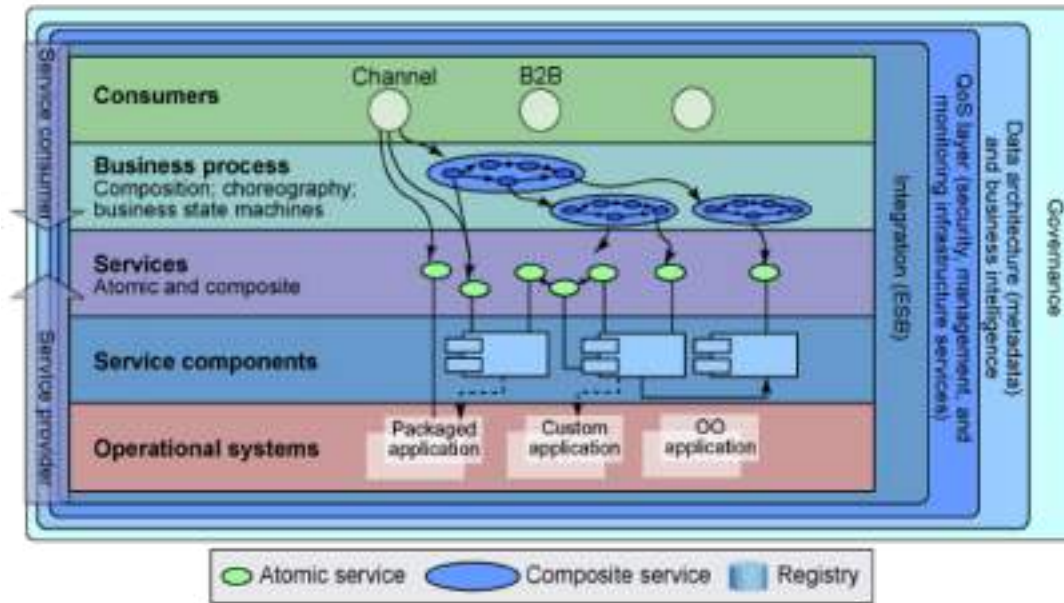 Channel
B2B
Consumers
Business process
Composition; choreography;
business state machines
Services
Atomic and composite
Service components
Operational systems
Packaged
application
Custom
application
OO
application
Service consumer
Service provider
Integration (ESB)
QoS layer (security, management, and
monitoring infrastructure services)
Data architecture (metadada)
and business intelligence
Governance
Atomic service
Composite service
Registry